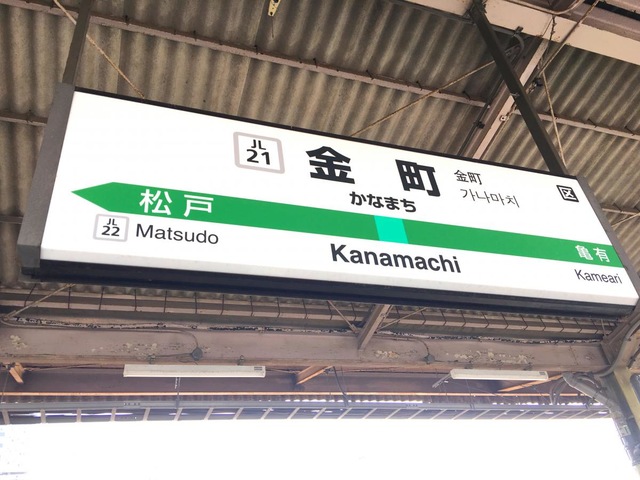 JL
21
金町
金町
가나마치
区
かなまち
松戸
亀有
JL
22
Matsudo
Kanamachi
Kameari